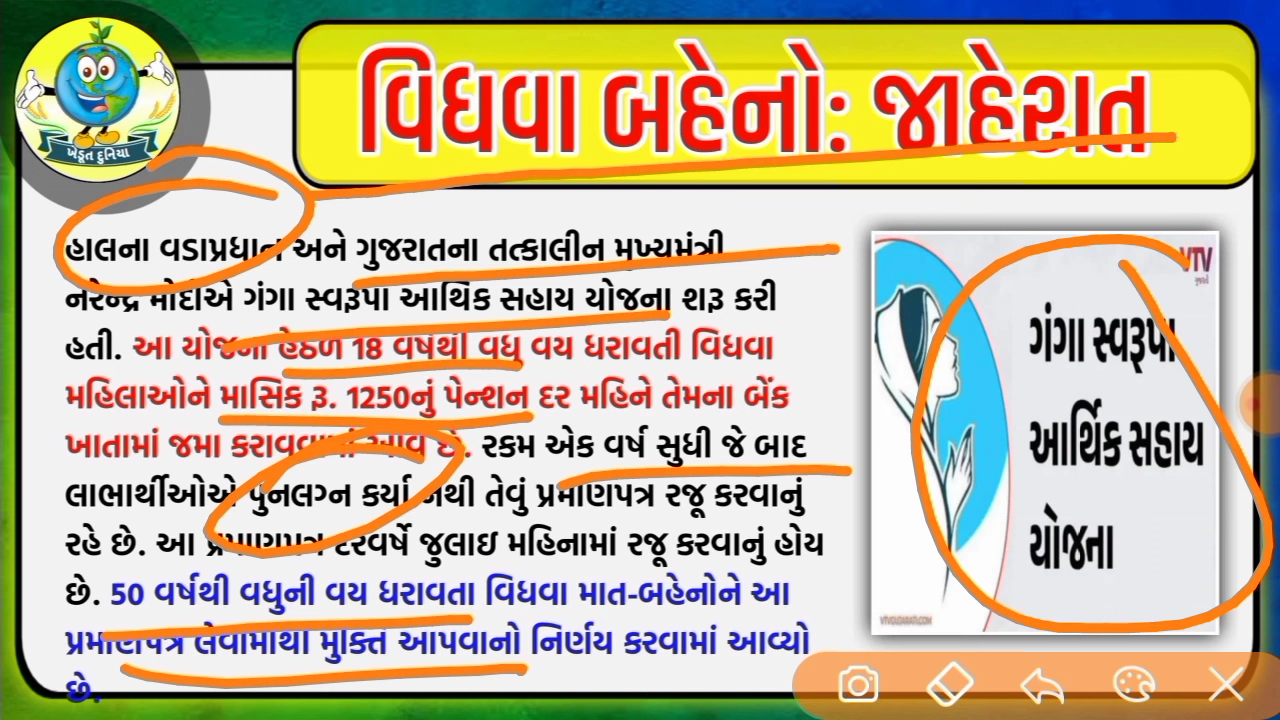 ખેડૂત દુનિયા
વિધવા બહેનો: જાહેરાત
હાલના વડાપ્રધાન અને ગુજરાતના તત્કાલીન મુખ્યમંત્રી
નરેન્દ્ર મોદીએ ગંગા સ્વરૂપા આર્થિક સહાય યોજના શરૂ કરી
હતી. આ યોજના હેઠળ 18 વર્ષથી વધુ વય ધરાવતી વિધવા
મહિલાઓને માસિક રૂ. 1250નું પેન્શન દર મહિને તેમના બેંક
ખાતામાં જમા કરાવવામાં આવે છે. રકમ એક વર્ષ સુધી જે બાદ
લાભાર્થીઓએ પુનલગ્ન કર્યા નથી તેવું પ્રમાણપત્ર રજૂ કરવાનું
રહે છે. આ પ્રમાણપત્ર દરવર્ષે જુલાઇ મહિનામાં રજૂ કરવાનું હોય
છે. 50 વર્ષથી વધુની વય ધરાવતા વિધવા માત-બહેનોને આ
પ્રમાણપત્ર લેવામાંથી મુક્તિ આપવાનો નિર્ણય કરવામાં આવ્યો
છે.
VTV
ગુજરાતી
ગંગા સ્વરૂપા
આર્થિક સહાય
યોજના
VTVGUJARATI.COM